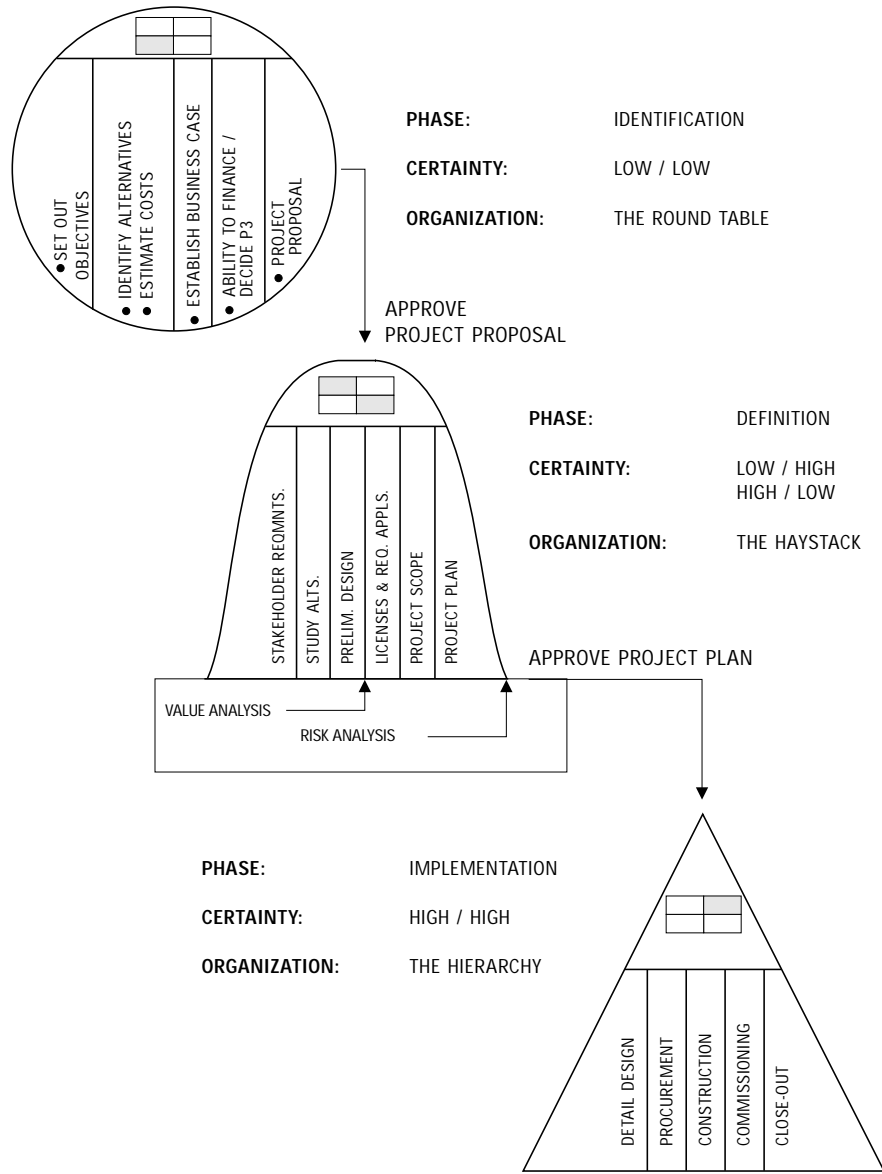 SET OUT
OBJECTIVES
IDENTIFY ALTERNATIVES
ESTIMATE COSTS
ESTABLISH BUSINESS CASE
ABILITY TO FINANCE /
DECIDE P3
PROJECT
PROPOSAL
PHASE: IDENTIFICATION
CERTAINTY: LOW / LOW
ORGANIZATION: THE ROUND TABLE
APPROVE
PROJECT PROPOSAL
STAKEHOLDER REQMNTS.
STUDY ALTS.
PRELIM. DESIGN
LICENSES & REQ. APPLS.
PROJECT SCOPE
PROJECT PLAN
PHASE: DEFINITION
CERTAINTY: LOW / HIGH
HIGH / LOW
ORGANIZATION: THE HAYSTACK
APPROVE PROJECT PLAN
VALUE ANALYSIS
RISK ANALYSIS
PHASE: IMPLEMENTATION
CERTAINTY: HIGH / HIGH
ORGANIZATION: THE HIERARCHY
DETAIL DESIGN
PROCUREMENT
CONSTRUCTION
COMMISSIONING
CLOSE-OUT